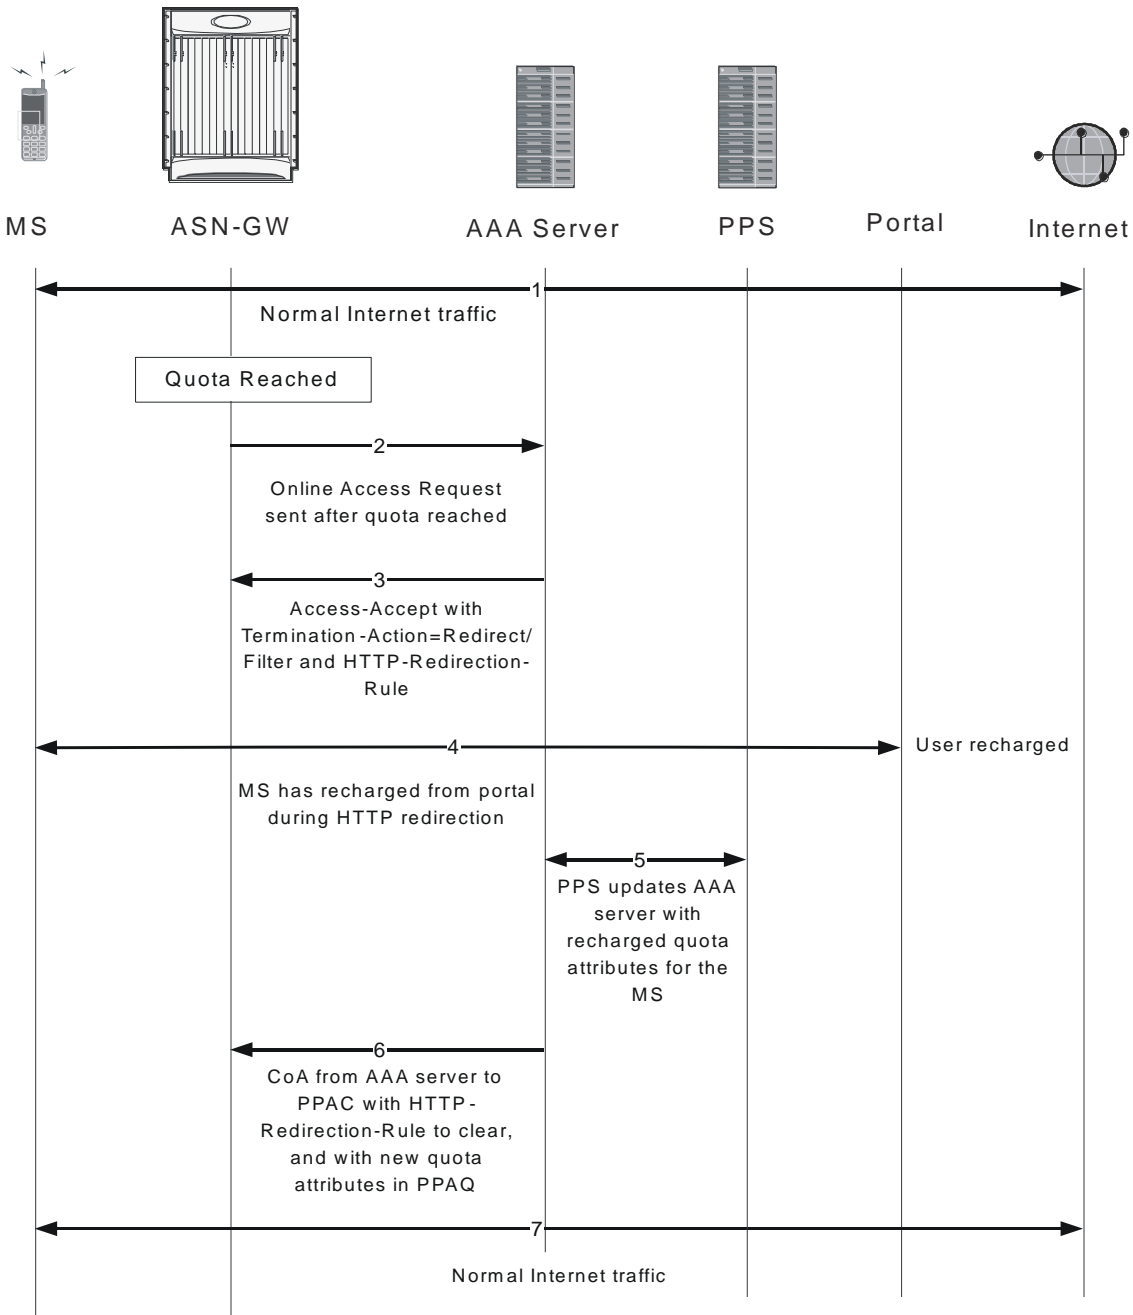 MS
ASN-GW
AAA Server
PPS
Portal
Internet
1
Normal Internet traffic
Quota Reached
2
Online Access Request
sent after quota reached
3
Access-Accept with
Termination-Action=Redirect/
Filter and HTTP-Redirection-
Rule
4
User recharged
MS has recharged from portal
during HTTP redirection
5
PPS updates AAA
server with
recharged quota
attributes for the
MS
6
CoA from AAA server to
PPAC with HTTP-
Redirection-Rule to clear,
and with new quota
attributes in PPAQ
7
Normal Internet traffic